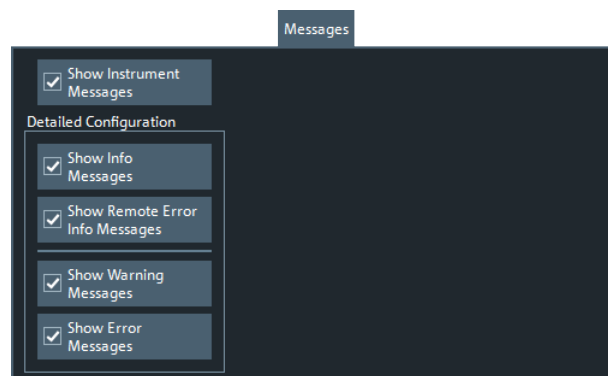 Messages
Show Instrument
Messages
Detailed Configuration
Show Info
Messages
Show Remote Error
Info Messages
Show Warning
Messages
Show Error
Messages